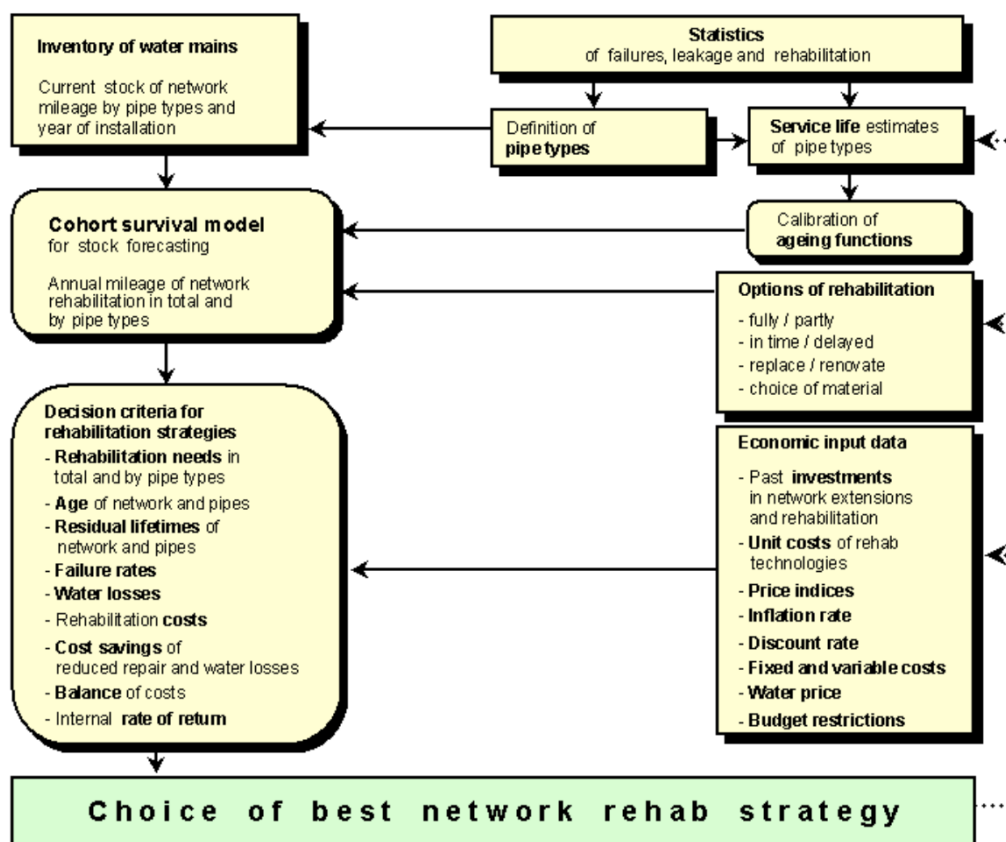 Inventory of water mains
Current stock of network
mileage by pipe types and
year of installation
Statistics
of failures, leakage and rehabilitation
Definition of
pipe types
Service life estimates
of pipe types
Cohort survival model
for stock forecasting
Annual mileage of network
rehabilitation in total and
by pipe types
Calibration of
ageing functions
Options of rehabilitation
- fully / partly
- in time / delayed
- replace / renovate
- choice of material
Decision criteria for
rehabilitation strategies
- Rehabilitation needs in
total and by pipe types
- Age of network and pipes
- Residual lifetimes of
network and pipes
- Failure rates
- Water losses
- Rehabilitation costs
- Cost savings of
reduced repair and water losses
- Balance of costs
- Internal rate of return
Economic input data
- Past investments
in network extensions
and rehabilitation
- Unit costs of rehab
technologies
- Price indices
- Inflation rate
- Discount rate
- Fixed and variable costs
- Water price
- Budget restrictions
Choice of best network rehab strategy